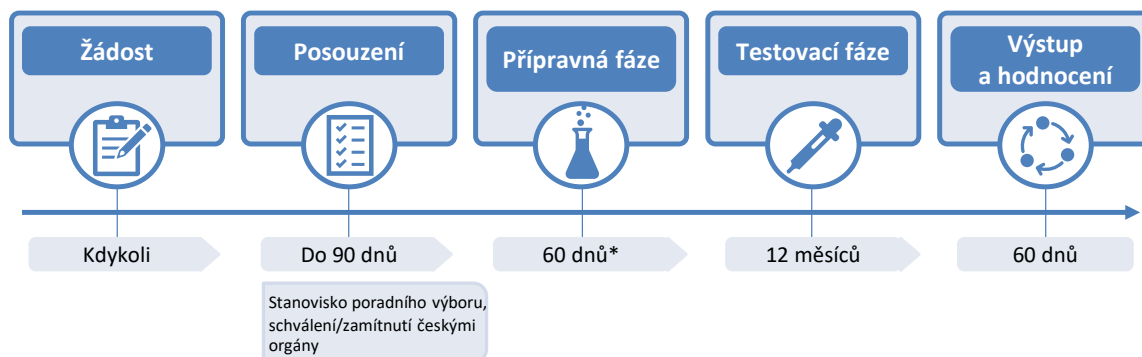 Žádost
Posouzení
Přípravná fáze
Testovací fáze
Výstup
a hodnocení
Kdykoli
Do 90 dnů
60 dnů*
12 měsíců
60 dnů
Stanovisko poradního výboru,
schválení/zamítnutí českými
orgány